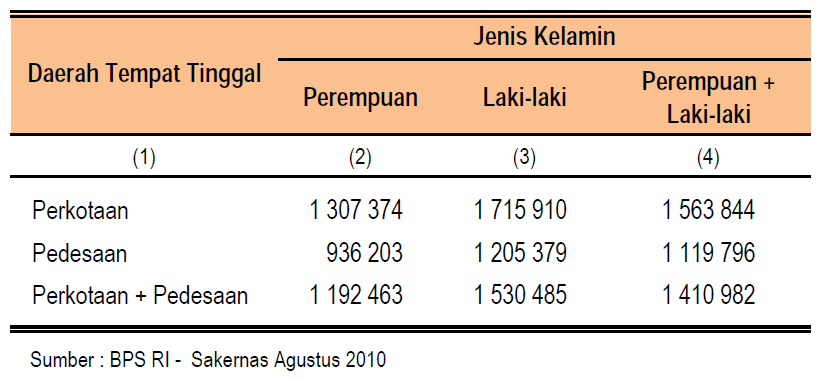 Daerah Tempat Tinggal
Jenis Kelamin
Perempuan
Laki-laki
Perempuan +
Laki-laki
(1) (2) (3) (4)
Perkotaan 1 307 374 1 715 910 1 563 844
Pedesaan 936 203 1 205 379 1 119 796
Perkotaan + Pedesaan 1 192 463 1 530 485 1 410 982
Sumber : BPS RI - Sakernas Agustus 2010